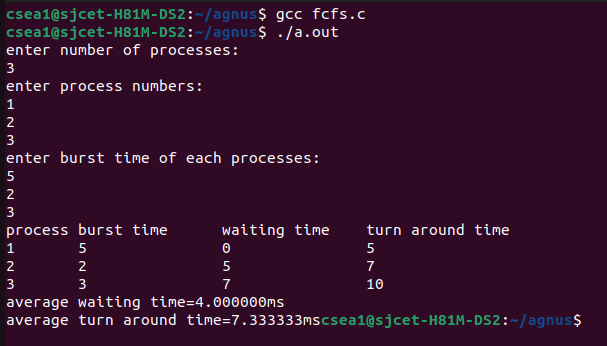 csea1@sjcet-H81M-DS2:~/agnus$ gcc fcfs.c
csea1@sjcet-H81M-DS2:~/agnus$ ./a.out
enter number of processes:
3
enter process numbers:
1
2
3
enter burst time of each processes:
5
2
3
process burst time      waiting time    turn around time
1       5               0               5
2       2               5               7
3       3               7               10
average waiting time=4.000000ms
average turn around time=7.333333mscsea1@sjcet-H81M-DS2:~/agnus$